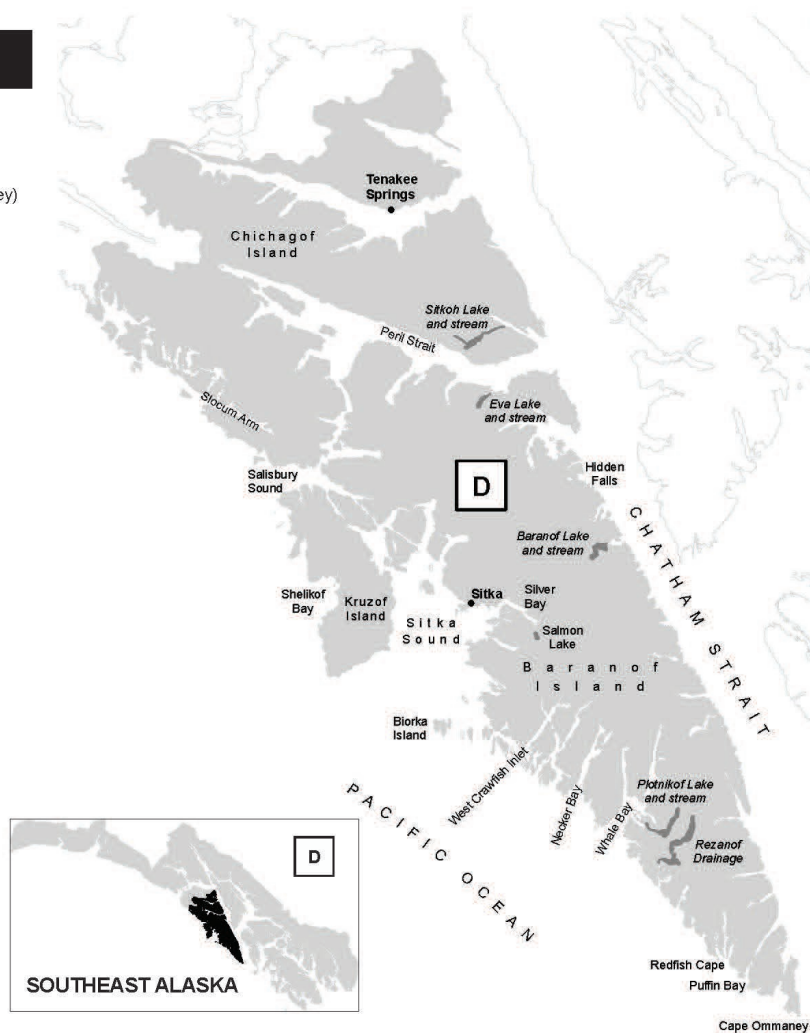 ey)
Tenakee
Springs
Chichagof
Island
Sitkoh Lake
and stream
Peril Strait
Eva Lake
and stream
Slocum Arm
Salisbury
Sound
Hidden
Falls
D
CHATHAM STRAIT
Baranof Lake
and stream
Shelikof
Bay
Kruzof
Island
Sitka
Silver
Bay
Sitka
Sound
Salmon
Lake
Baranof
Island
Biorka
Island
West Crawfish Inlet
Necker Bay
Whale Bay
Plotnikof Lake
and stream
Rezanof
Drainage
PACIFIC OCEAN
D
SOUTHEAST ALASKA
Redfish Cape
Puffin Bay
Cape Ommaney